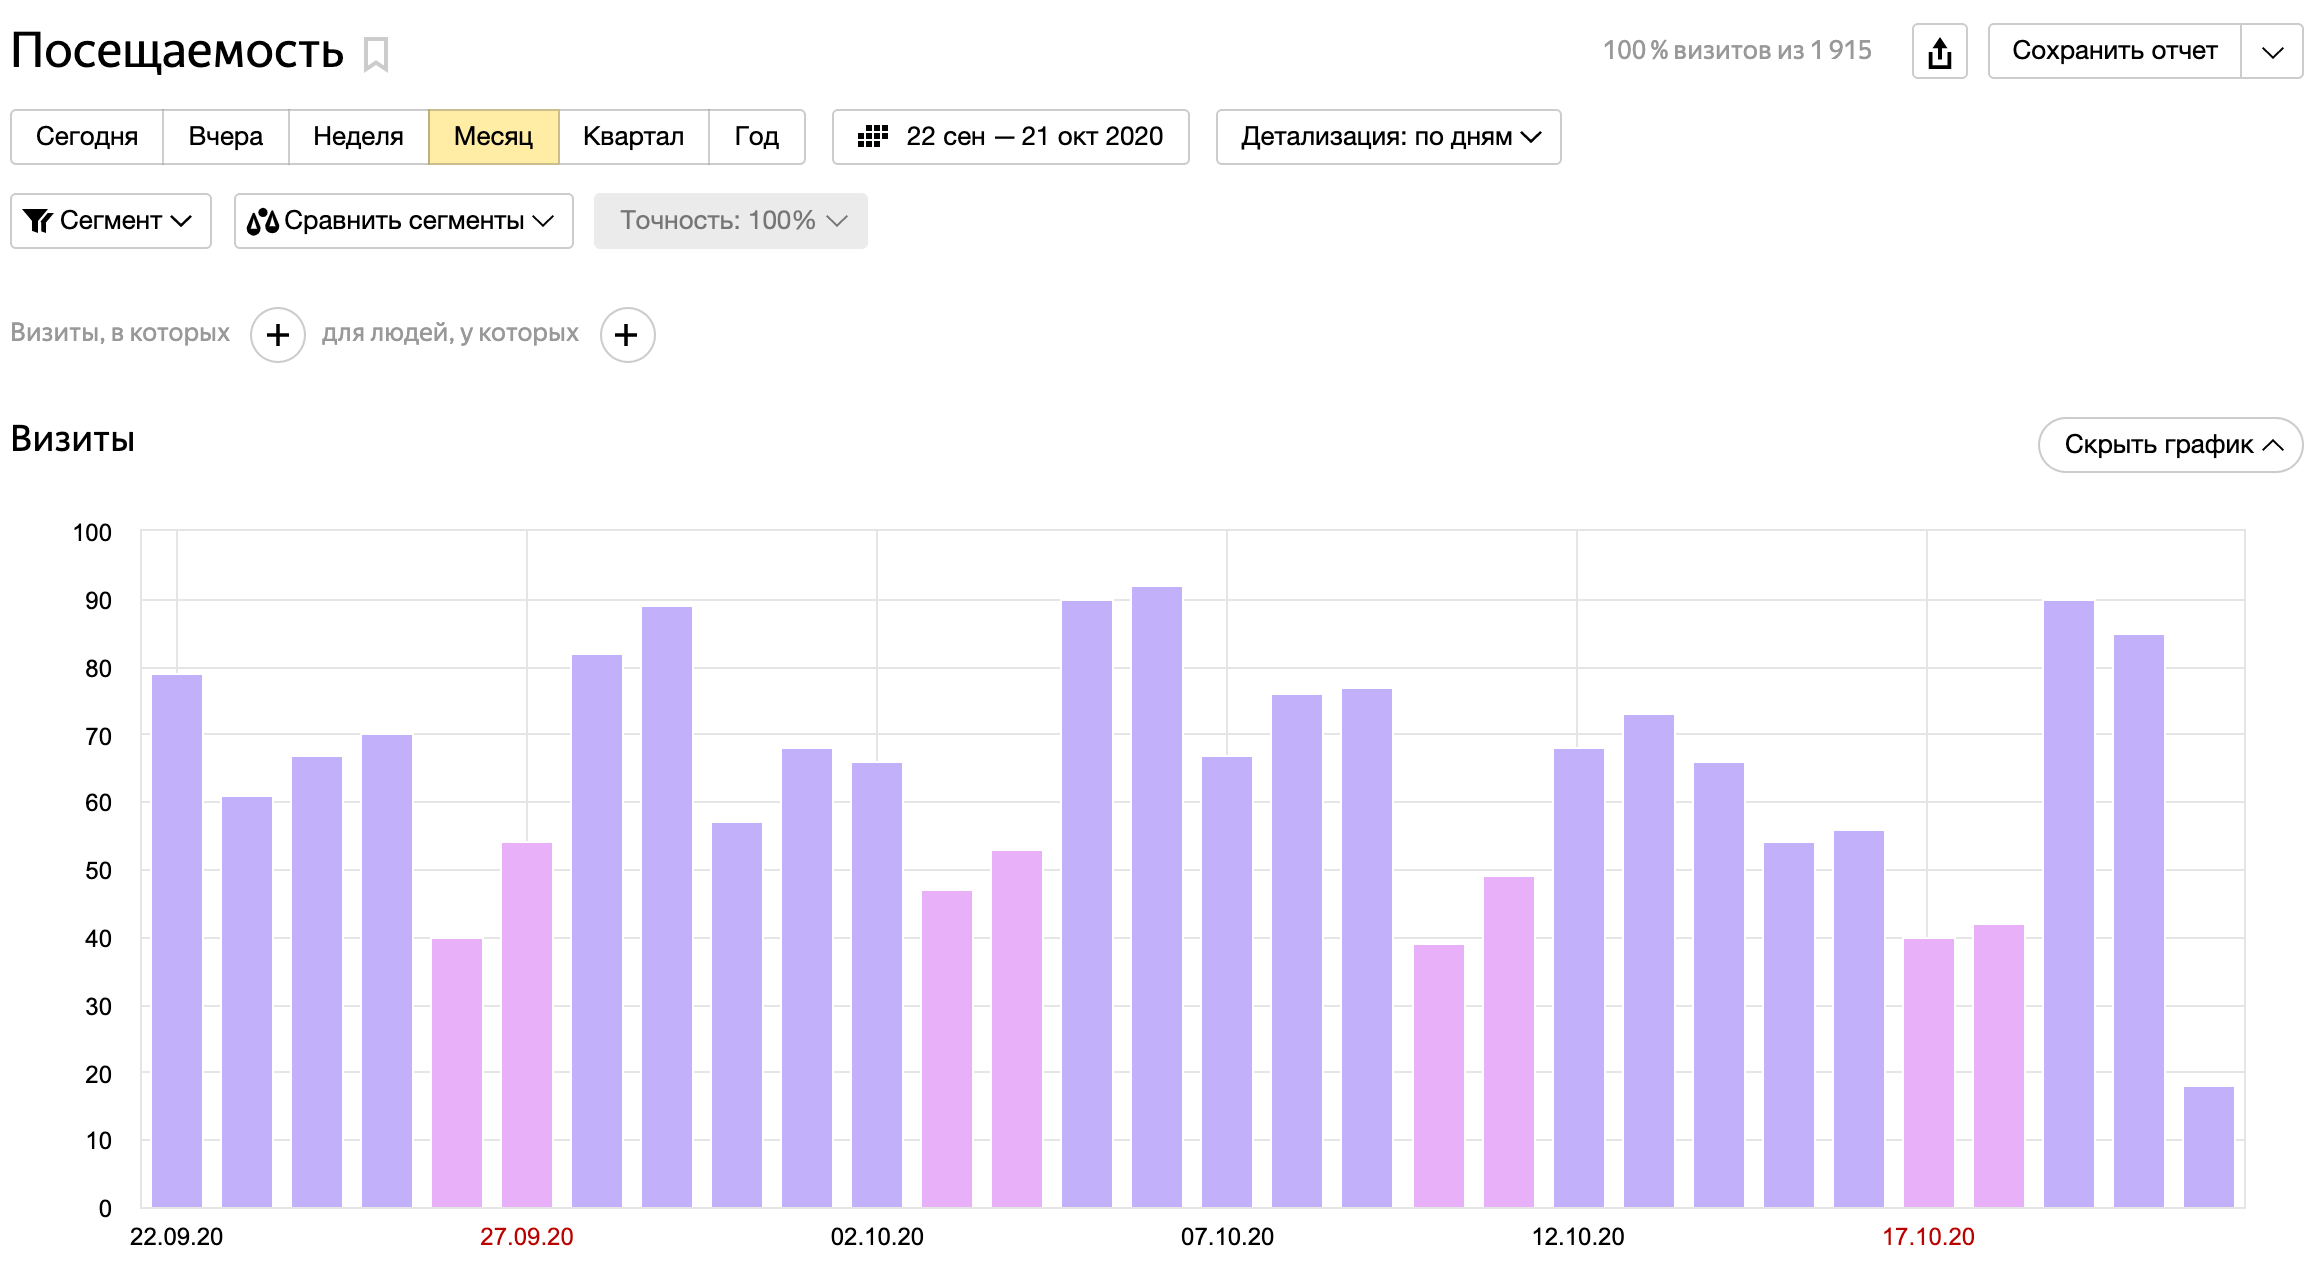 Посещаемость
100 % визитов из 1 915
Сохранить отчет
Сегодня Вчера Неделя Месяц Квартал Год 22 сен — 21 окт 2020 Детализация: по дням
Сегмент Сравнить сегменты Точность: 100%
Визиты, в которых + для людей, у которых +
Визиты
Скрыть график
100
90
80
70
60
50
40
30
20
10
0
22.09.20 27.09.20 02.10.20 07.10.20 12.10.20 17.10.20